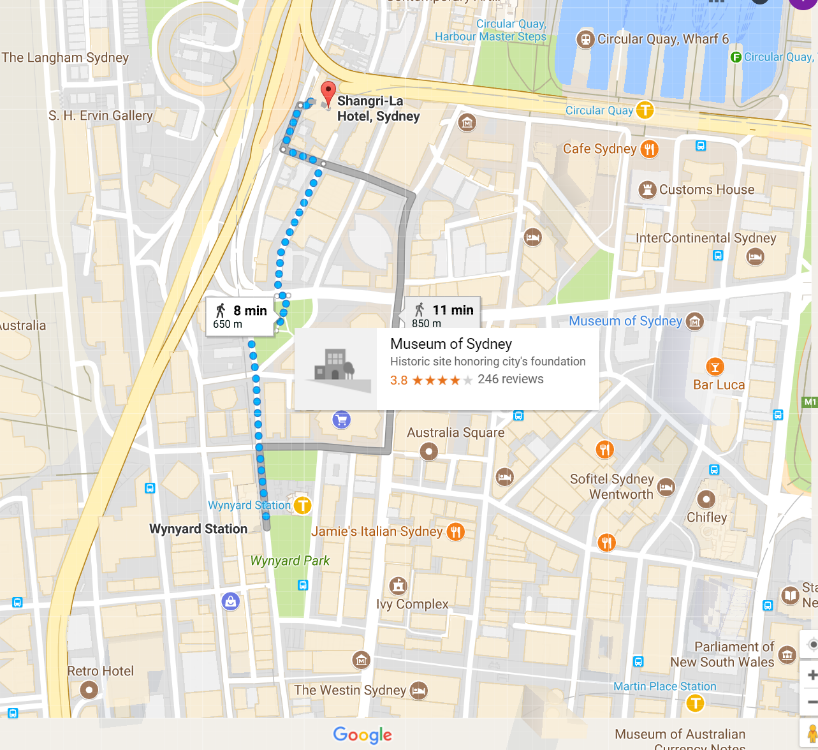 Circular Quay,
Harbour Master Steps
Circular Quay, Wharf 6
F Circular Quay,
The Langham Sydney
S. H. Ervin Gallery
Shangri-La
Hotel, Sydney
Circular Quay T
Cafe Sydney
Customs House
InterContinental Sydney
8 min
650 m
11 min
850 m
Australia
Museum of Sydney
Museum of Sydney
Historic site honoring city's foundation
3.8 246 reviews
Bar Luca
M1
Australia Square
Sofitel Sydney
Wentworth
Chifley
Wynyard Station T
Wynyard Station
Jamie's Italian Sydney
Wynyard Park
Ivy Complex
Parliament of
New South Wales
Retro Hotel
The Westin Sydney
Martin Place Station
T
Google
Museum of Australian
Currency Notes